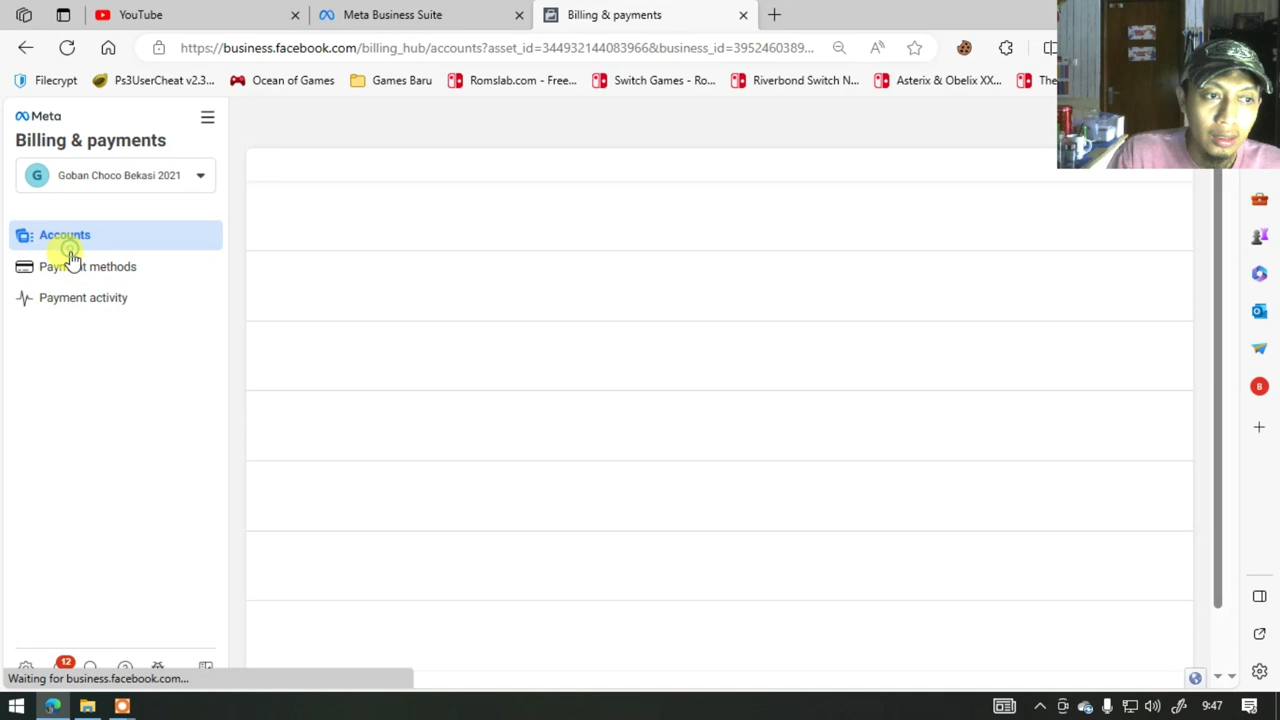 YouTube
Meta Business Suite
Billing & payments
https://business.facebook.com/billing_hub/accounts?asset_id=344932144083966&business_id=3952460389...
Filecrypt
Ps3UserCheat v2.3...
Ocean of Games
Games Baru
Romslab.com - Free...
Switch Games - Ro...
Riverbond Switch N...
Asterix & Obelix XX...
The
Meta
Billing & payments
G Goban Choco Bekasi 2021
Accounts
Payment methods
Payment activity
B
12
Waiting for business.facebook.com...
9:47